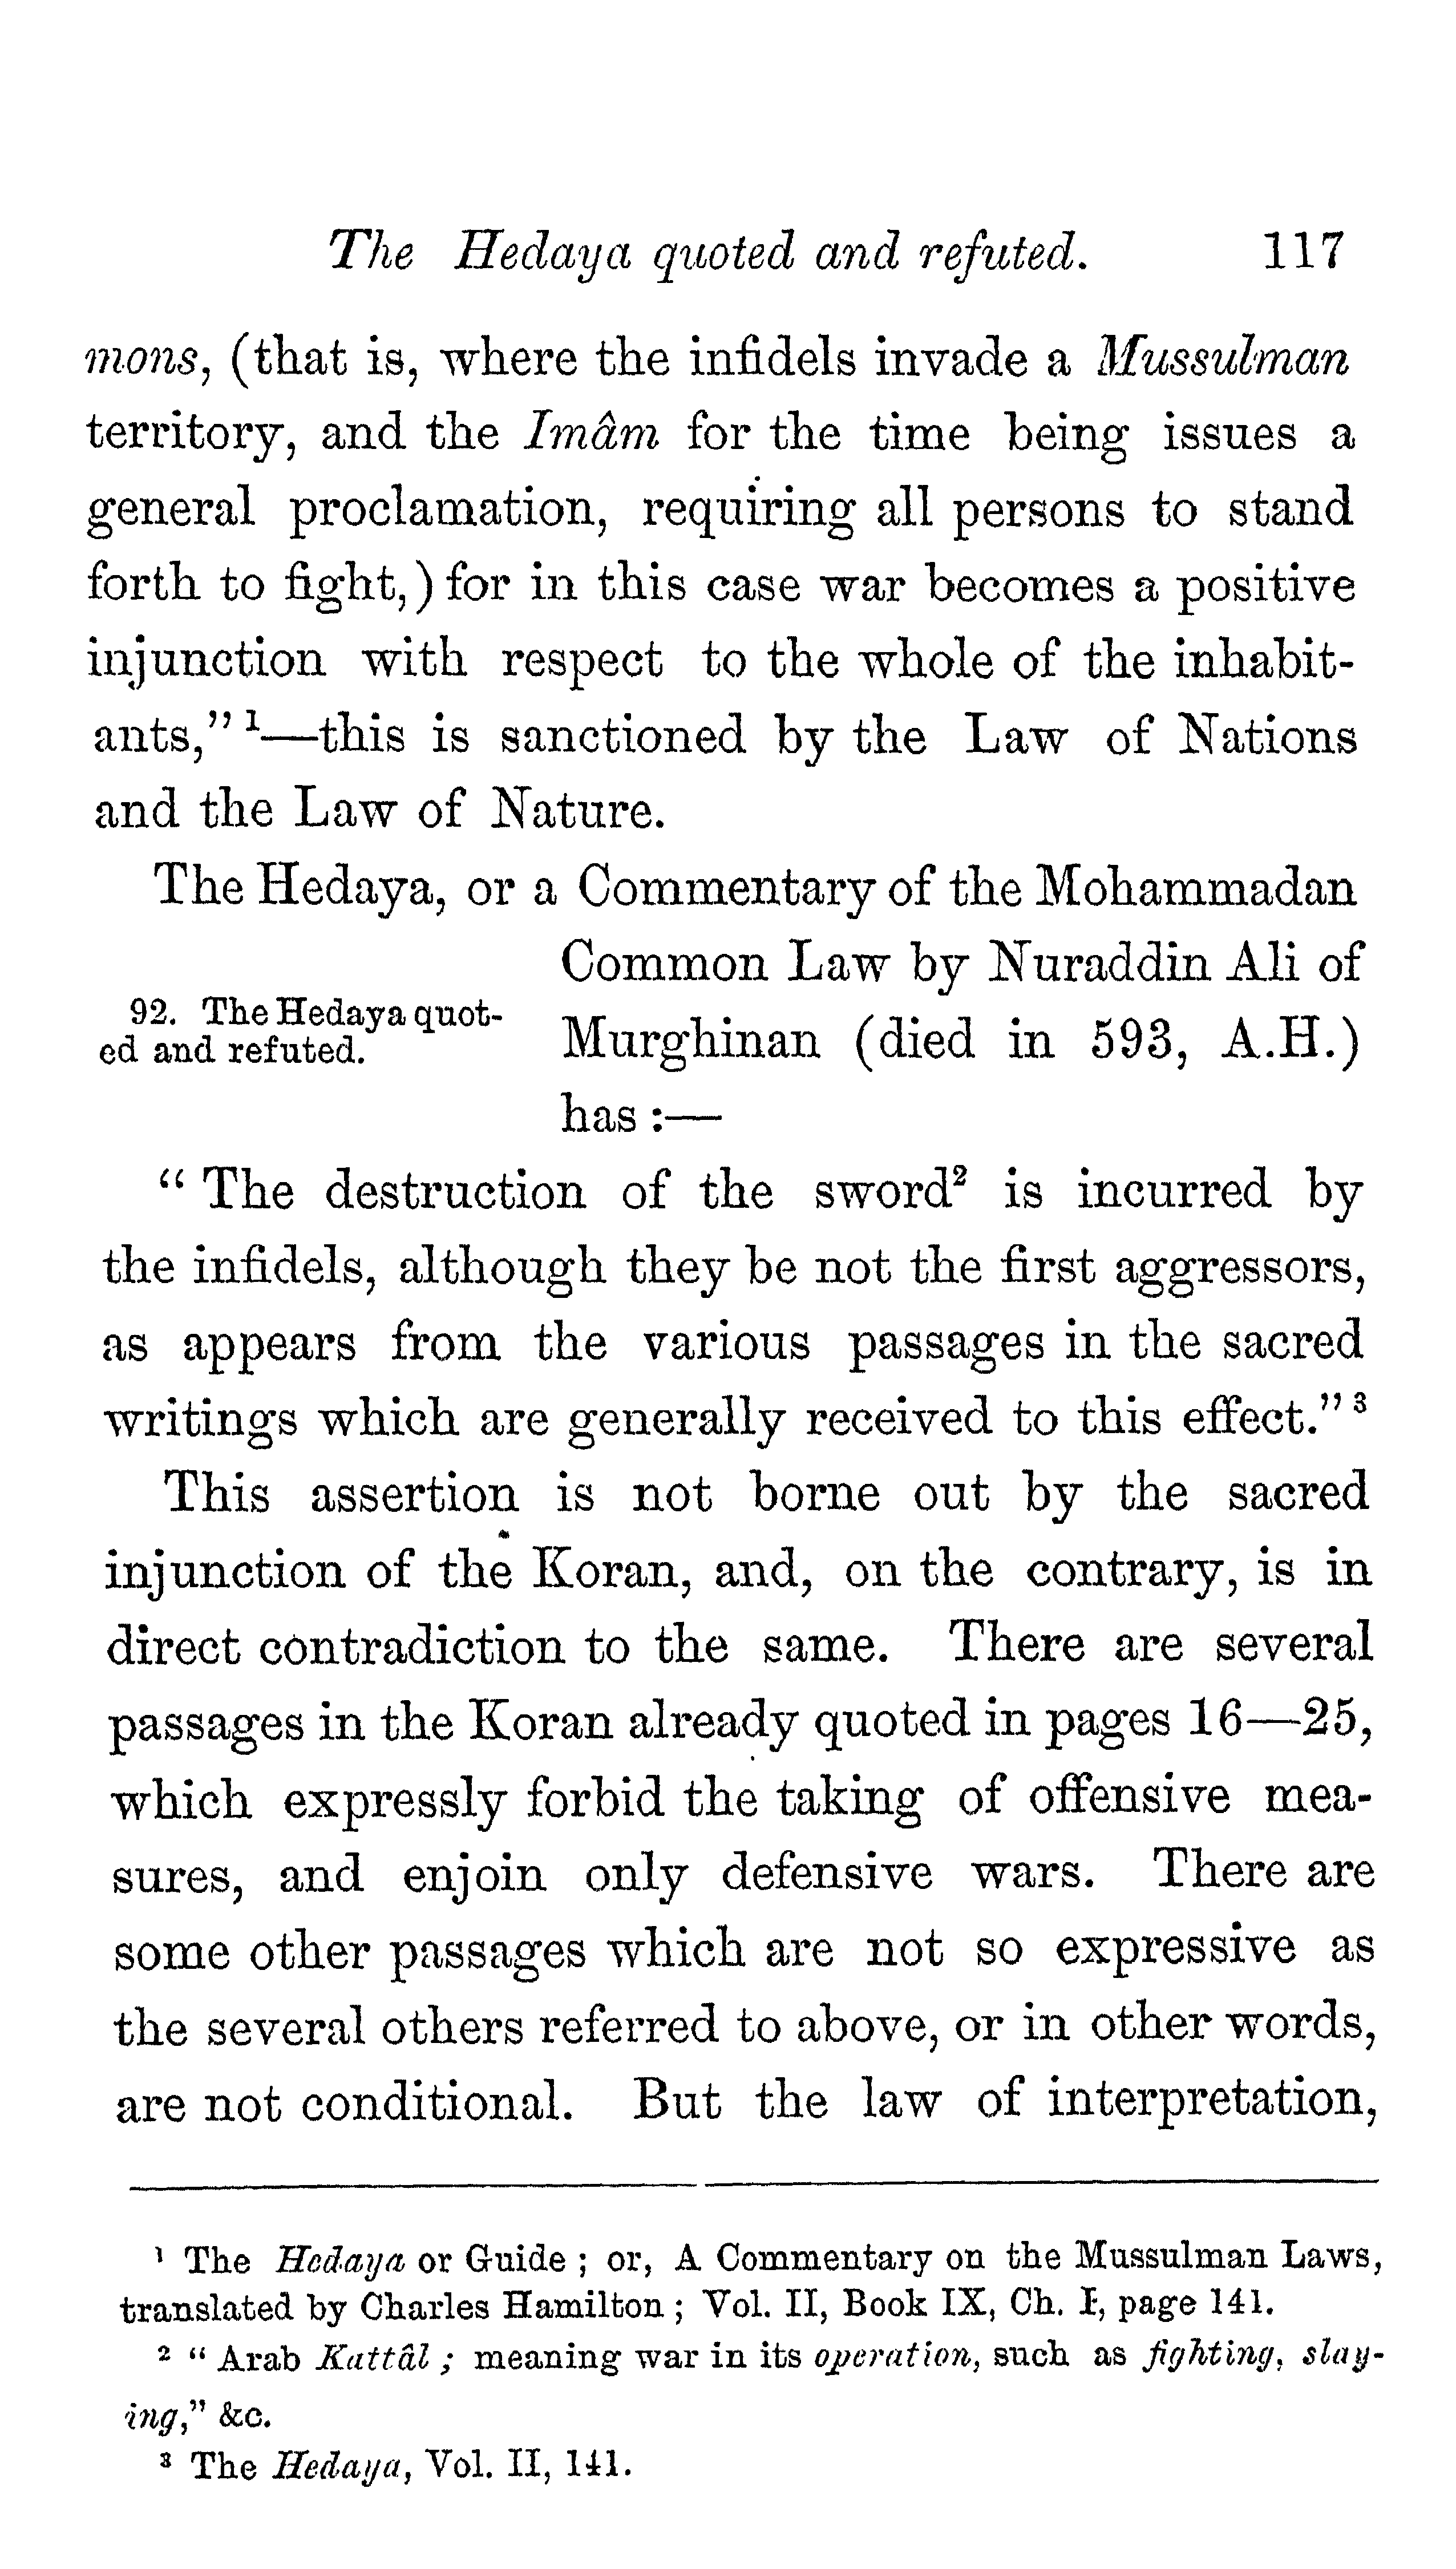 The Hedaya quoted and refuted. 117
mons, (that is, where the infidels invade a Mussulman
territory, and the Imâm for the time being issues a
general proclamation, requiring all persons to stand
forth to fight,) for in this case war becomes a positive
injunction with respect to the whole of the inhabit-
ants,” ¹—this is sanctioned by the Law of Nations
and the Law of Nature.
The Hedaya, or a Commentary of the Mohammadan
Common Law by Nuraddin Ali of
92. The Hedaya quot-
ed and refuted.
Murghinan (died in 593, A.H.)
has :—
“ The destruction of the sword² is incurred by
the infidels, although they be not the first aggressors,
as appears from the various passages in the sacred
writings which are generally received to this effect.” ³
This assertion is not borne out by the sacred
injunction of the Koran, and, on the contrary, is in
direct contradiction to the same. There are several
passages in the Koran already quoted in pages 16—25,
which expressly forbid the taking of offensive mea-
sures, and enjoin only defensive wars. There are
some other passages which are not so expressive as
the several others referred to above, or in other words,
are not conditional. But the law of interpretation,
¹ The Hedaya or Guide ; or, A Commentary on the Mussulman Laws,
translated by Charles Hamilton ; Vol. II, Book IX, Ch. I, page 141.
² “ Arab Kattâl ; meaning war in its operation, such as fighting, slay-
ing,” &c.
³ The Hedaya, Vol. II, 141.